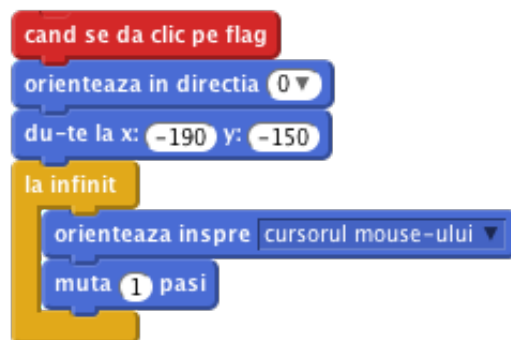 cand se da clic pe flag
orienteaza in directia 0
du-te la x: -190 y: -150
la infinit
orienteaza inspre cursorul mouse-ului
muta 1 pasi